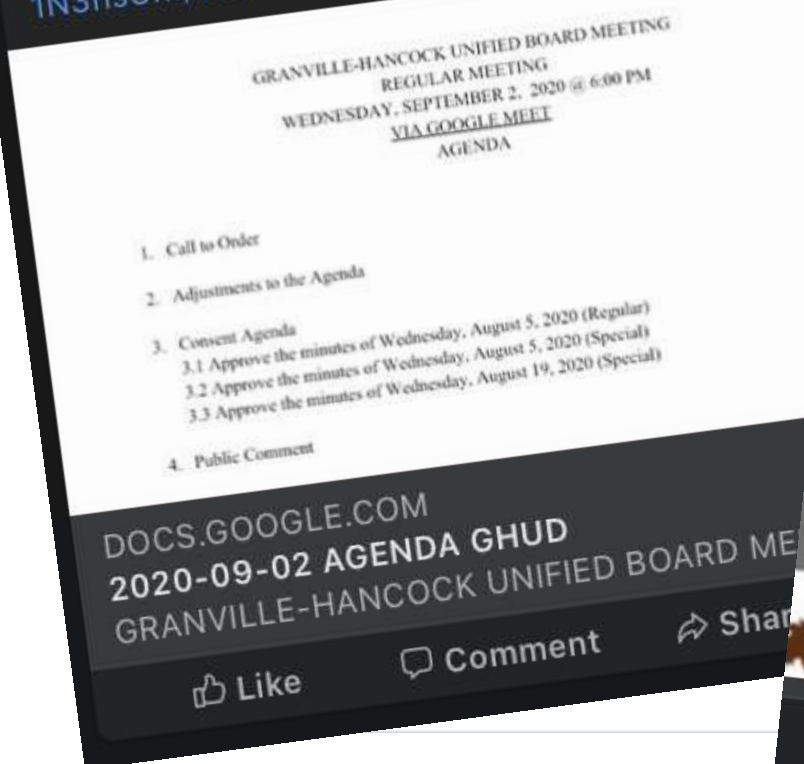 GRANVILLE-HANCOCK UNIFIED BOARD MEETING
REGULAR MEETING
WEDNESDAY, SEPTEMBER 2, 2020 @ 6:00 PM
VIA GOOGLE MEET
AGENDA
1. Call to Order
2. Adjustments to the Agenda
3. Consent Agenda
3.1 Approve the minutes of Wednesday, August 5, 2020 (Regular)
3.2 Approve the minutes of Wednesday, August 5, 2020 (Special)
3.3 Approve the minutes of Wednesday, August 19, 2020 (Special)
4. Public Comment
DOCS.GOOGLE.COM
2020-09-02 AGENDA GHUD
GRANVILLE-HANCOCK UNIFIED BOARD ME
Like Comment Shar